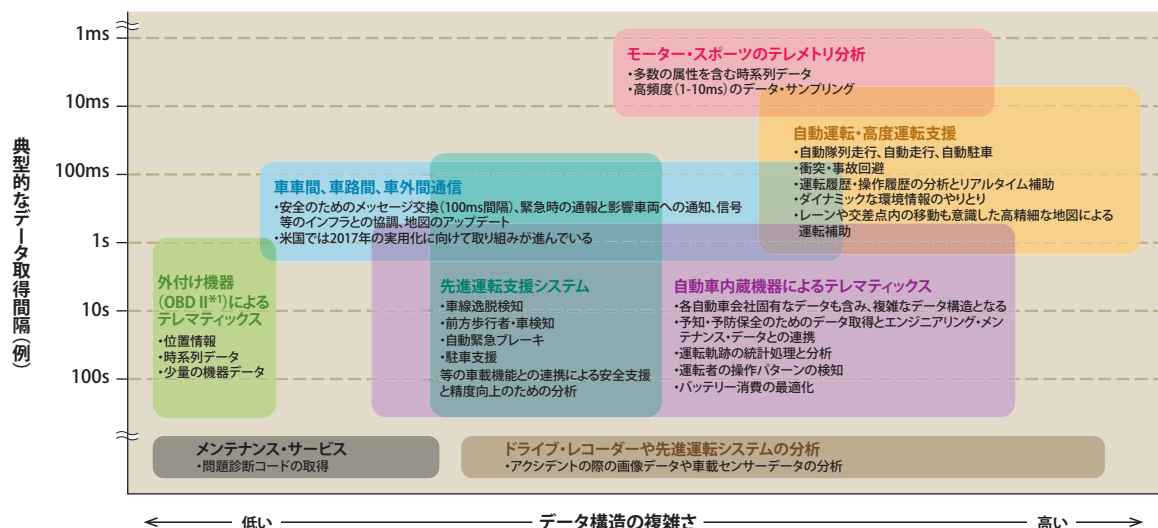 1ms
10ms
100ms
1s
10s
100s
典型的なデータ取得間隔(例)
モーター・スポーツのテレメトリ分析
・多数の属性を含む時系列データ
・高頻度(1-10ms)のデータ・サンプリング
自動運転・高度運転支援
・自動隊列走行、自動走行、自動駐車
・衝突・事故回避
・運転履歴・操作履歴の分析とリアルタイム補助
・ダイナミックな環境情報のやりとり
・レーンや交差点内の移動も意識した高精細な地図による
運転補助
車車間、車路間、車外間通信
・安全のためのメッセージ交換(100ms間隔)、緊急時の通報と影響車両への通知、信号
等のインフラとの協調、地図のアップデート
・米国では2017年の実用化に向けて取り組みが進んでいる
外付け機器
(OBD II※1)による
テレマティックス
・位置情報
・時系列データ
・少量の機器データ
先進運転支援システム
・車線逸脱検知
・前方歩行者・車検知
・自動緊急ブレーキ
・駐車支援
等の車載機能との連携による安全支援
と精度向上のための分析
自動車内蔵機器によるテレマティックス
・各自動車会社固有なデータも含み、複雑なデータ構造となる
・予知・予防保全のためのデータ取得とエンジニアリング・メン
テナンス・データとの連携
・運転軌跡の統計処理と分析
・運転者の操作パターンの検知
・バッテリー消費の最適化
メンテナンス・サービス
・問題診断コードの取得
ドライブ・レコーダーや先進運転システムの分析
・アクシデントの際の画像データや車載センサーデータの分析
低い
データ構造の複雑さ
高い